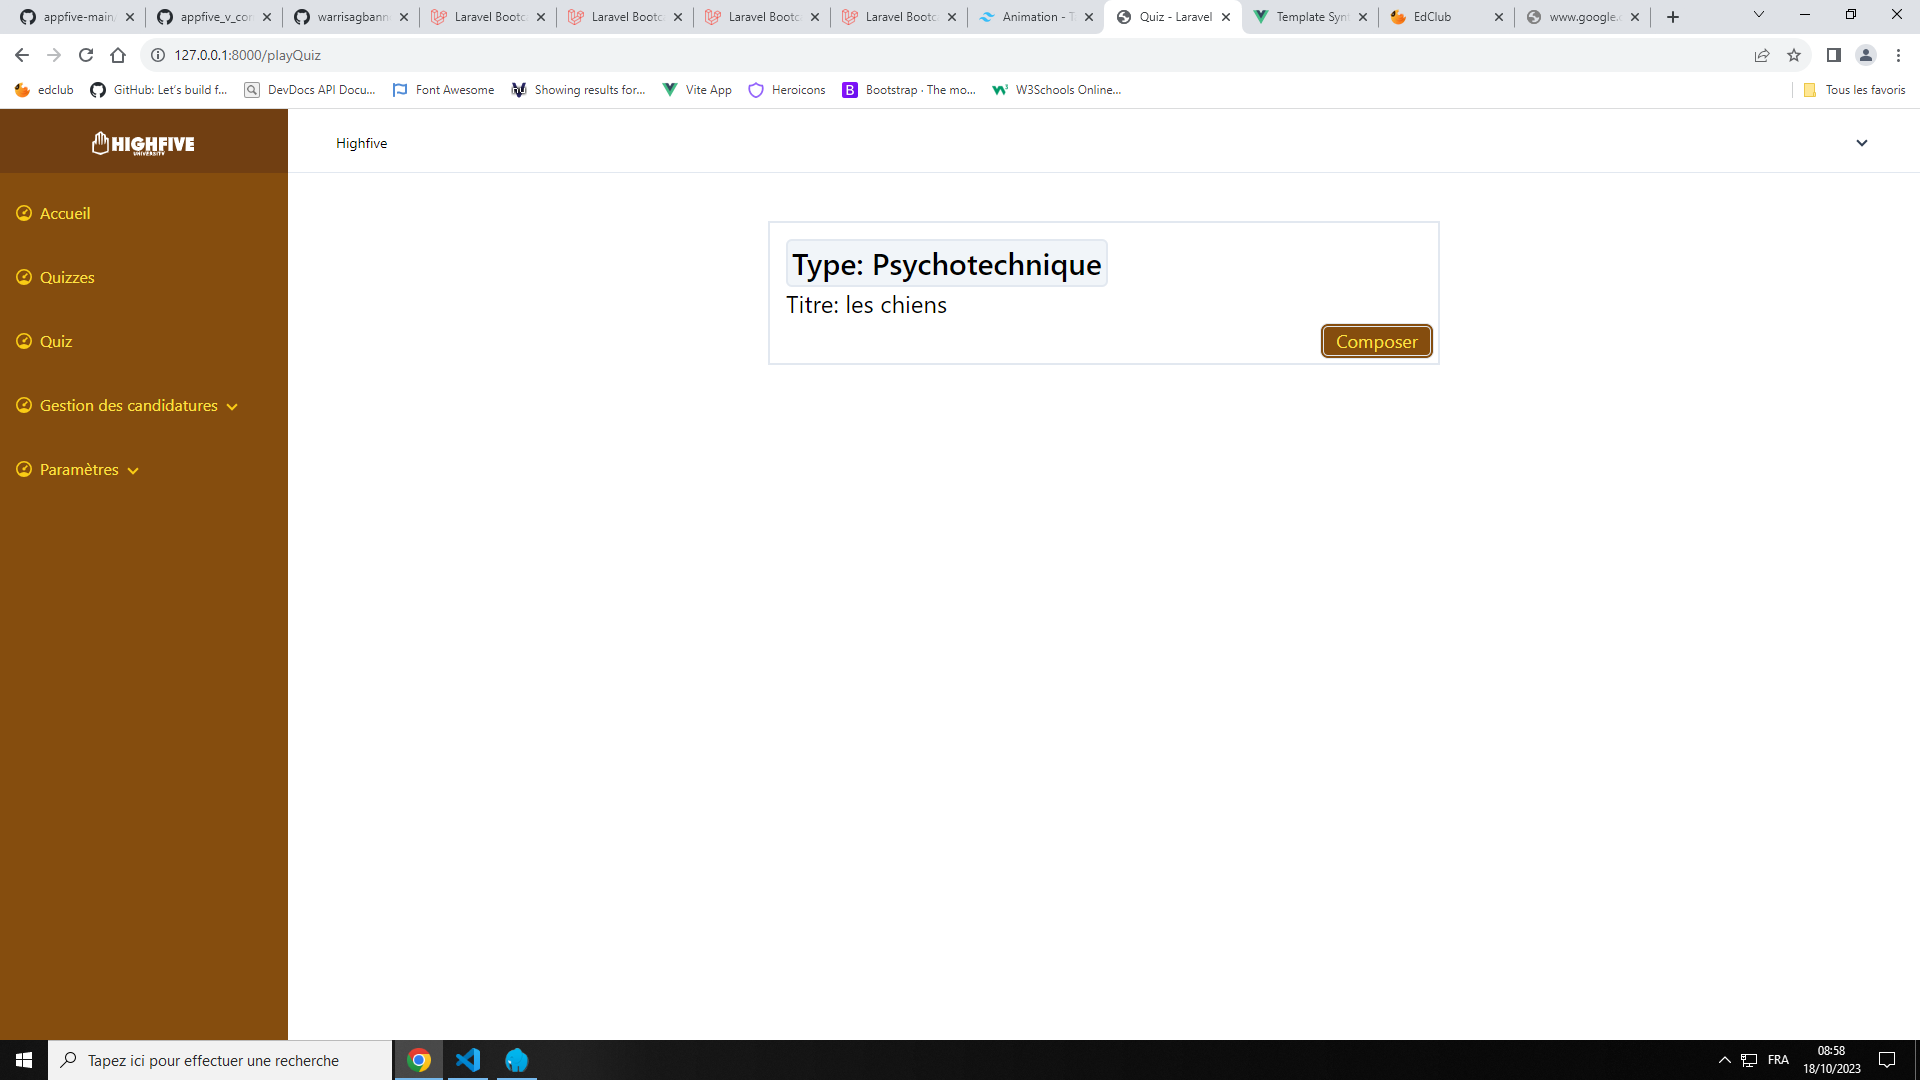 appfive-main
appfive_v_con
warrisagbann
Laravel Bootc
Laravel Bootc
Laravel Bootc
Laravel Bootc
Animation - T
Quiz - Laravel
Template Synt
EdClub
www.google.c
127.0.0.1:8000/playQuiz
edclub
GitHub: Let's build f...
DevDocs API Docu...
Font Awesome
Showing results for...
Vite App
Heroicons
Bootstrap · The mo...
W3Schools Online...
Tous les favoris
HIGHFIVE
UNIVERSITY
Highfive
Accueil
Quizzes
Quiz
Gestion des candidatures
Paramètres
Type: Psychotechnique
Titre: les chiens
Composer
Tapez ici pour effectuer une recherche
FRA
08:58
18/10/2023